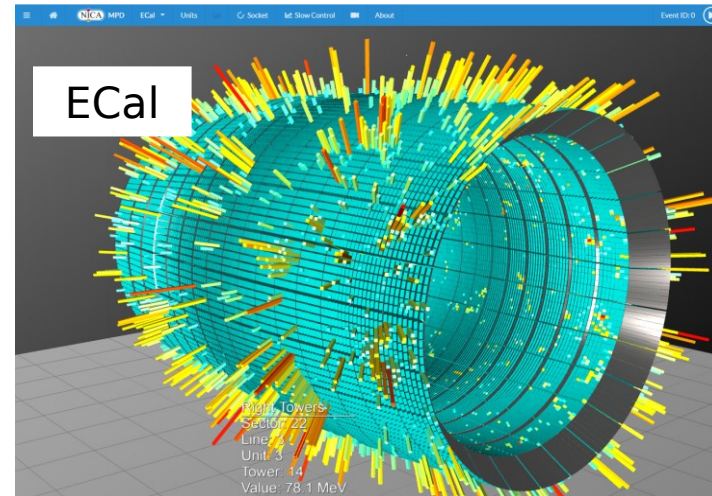 NICA MPD ECal Units Socket Slow Control About Event ID: 0
ECal
Right Towers
Sector: 22
Line:
Unit: 3
Tower: 14
Value: 78.1 MeV